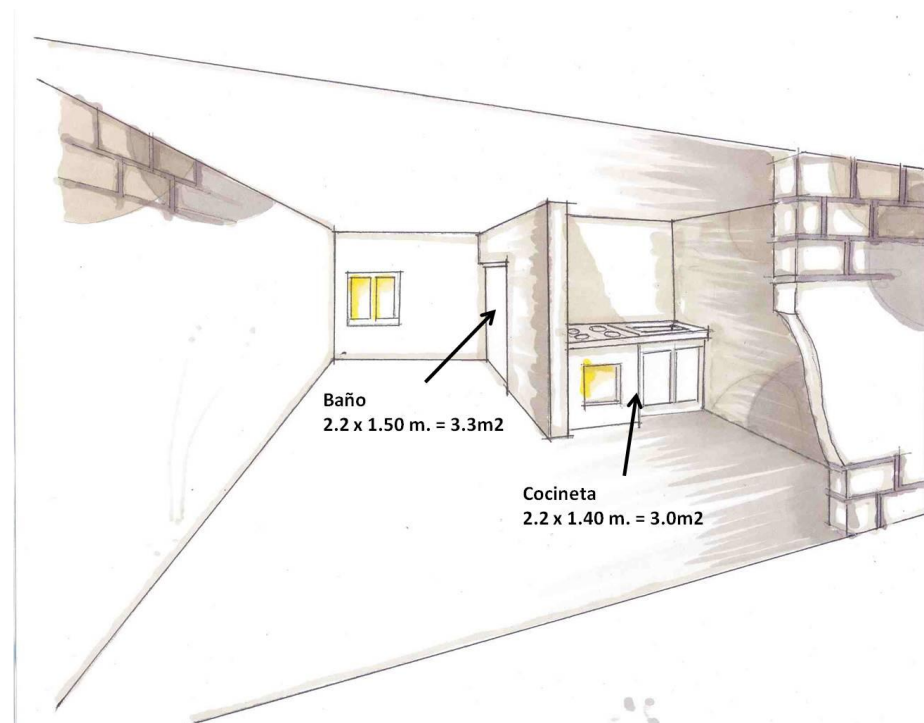 Baño
2.2 x 1.50 m. = 3.3m2
Cocineta
2.2 x 1.40 m. = 3.0m2